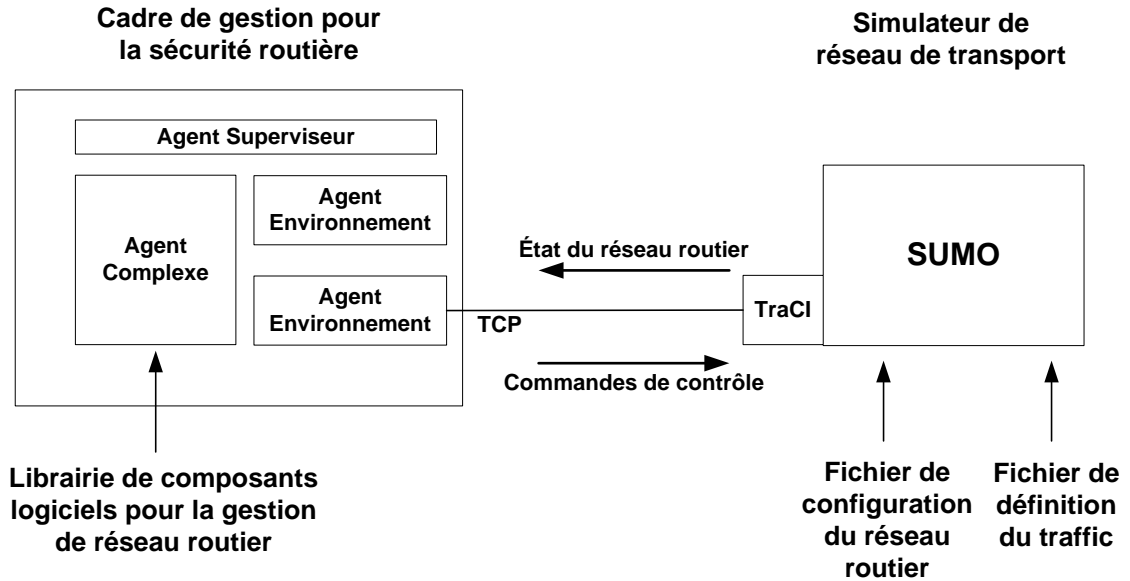 Cadre de gestion pour
la sécurité routière
Simulateur de
réseau de transport
Agent Superviseur
Agent
Complexe
Agent
Environnement
Agent
Environnement
État du réseau routier
TCP
Commandes de contrôle
TraCI
SUMO
Librairie de composants
logiciels pour la gestion
de réseau routier
Fichier de
configuration
du réseau
routier
Fichier de
définition
du traffic